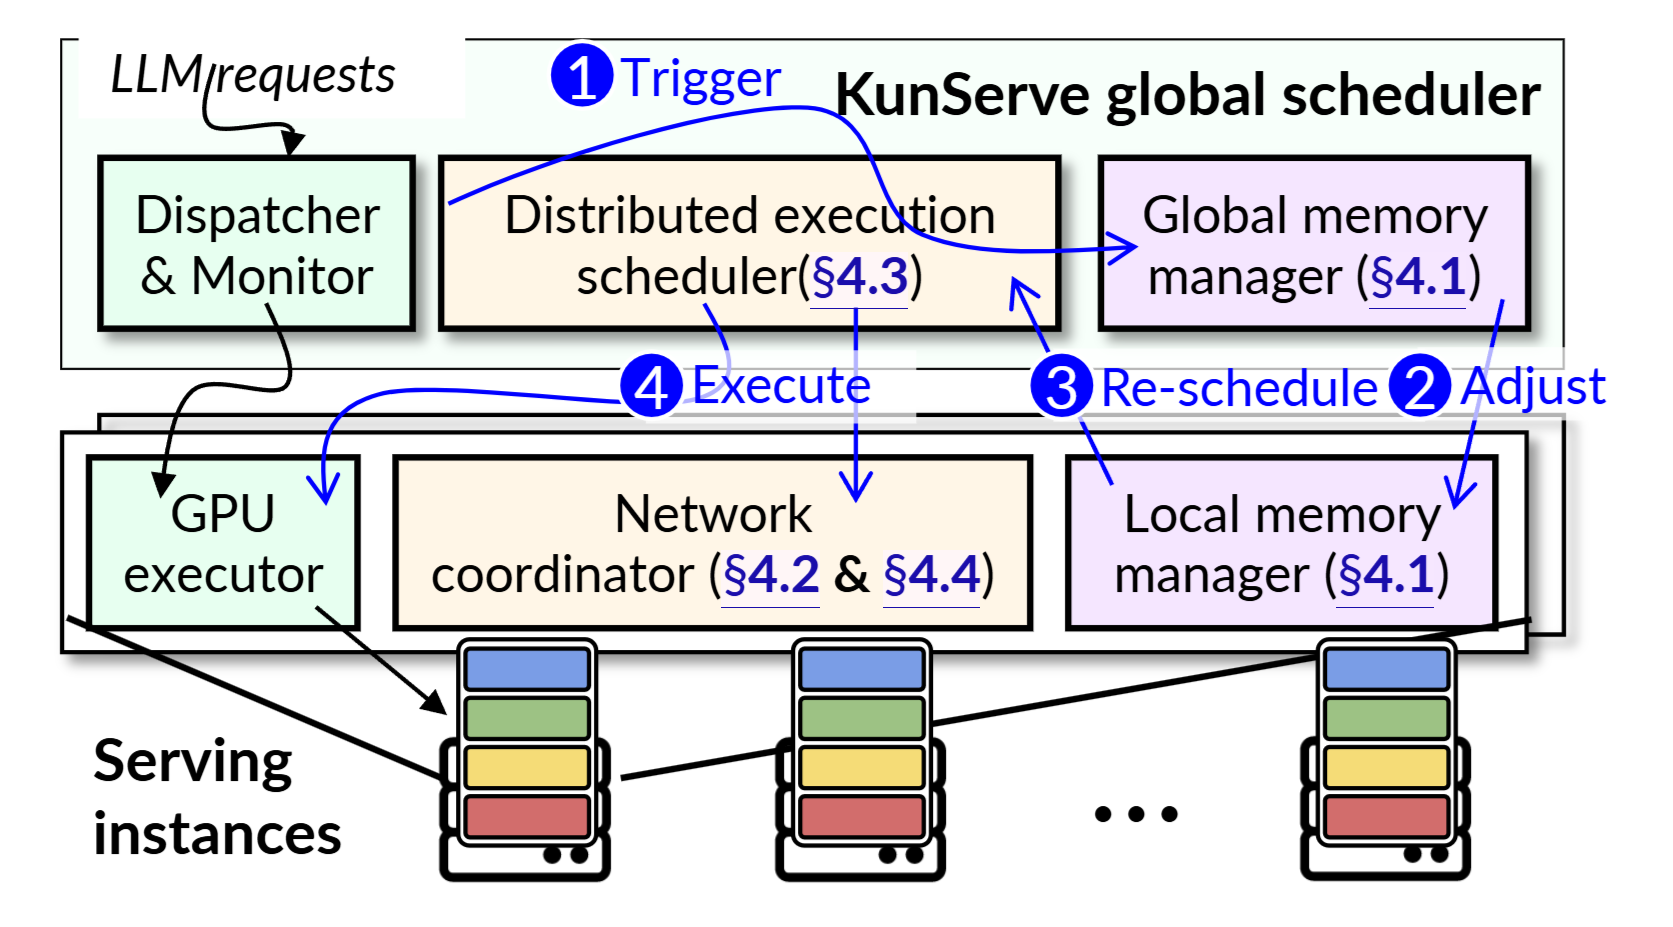 LLM requests
1 Trigger
KunServe global scheduler
Dispatcher
& Monitor
Distributed execution
scheduler(§4.3)
Global memory
manager (§4.1)
4 Execute
3 Re-schedule
2 Adjust
GPU
executor
Network
coordinator (§4.2 & §4.4)
Local memory
manager (§4.1)
Serving
instances
...